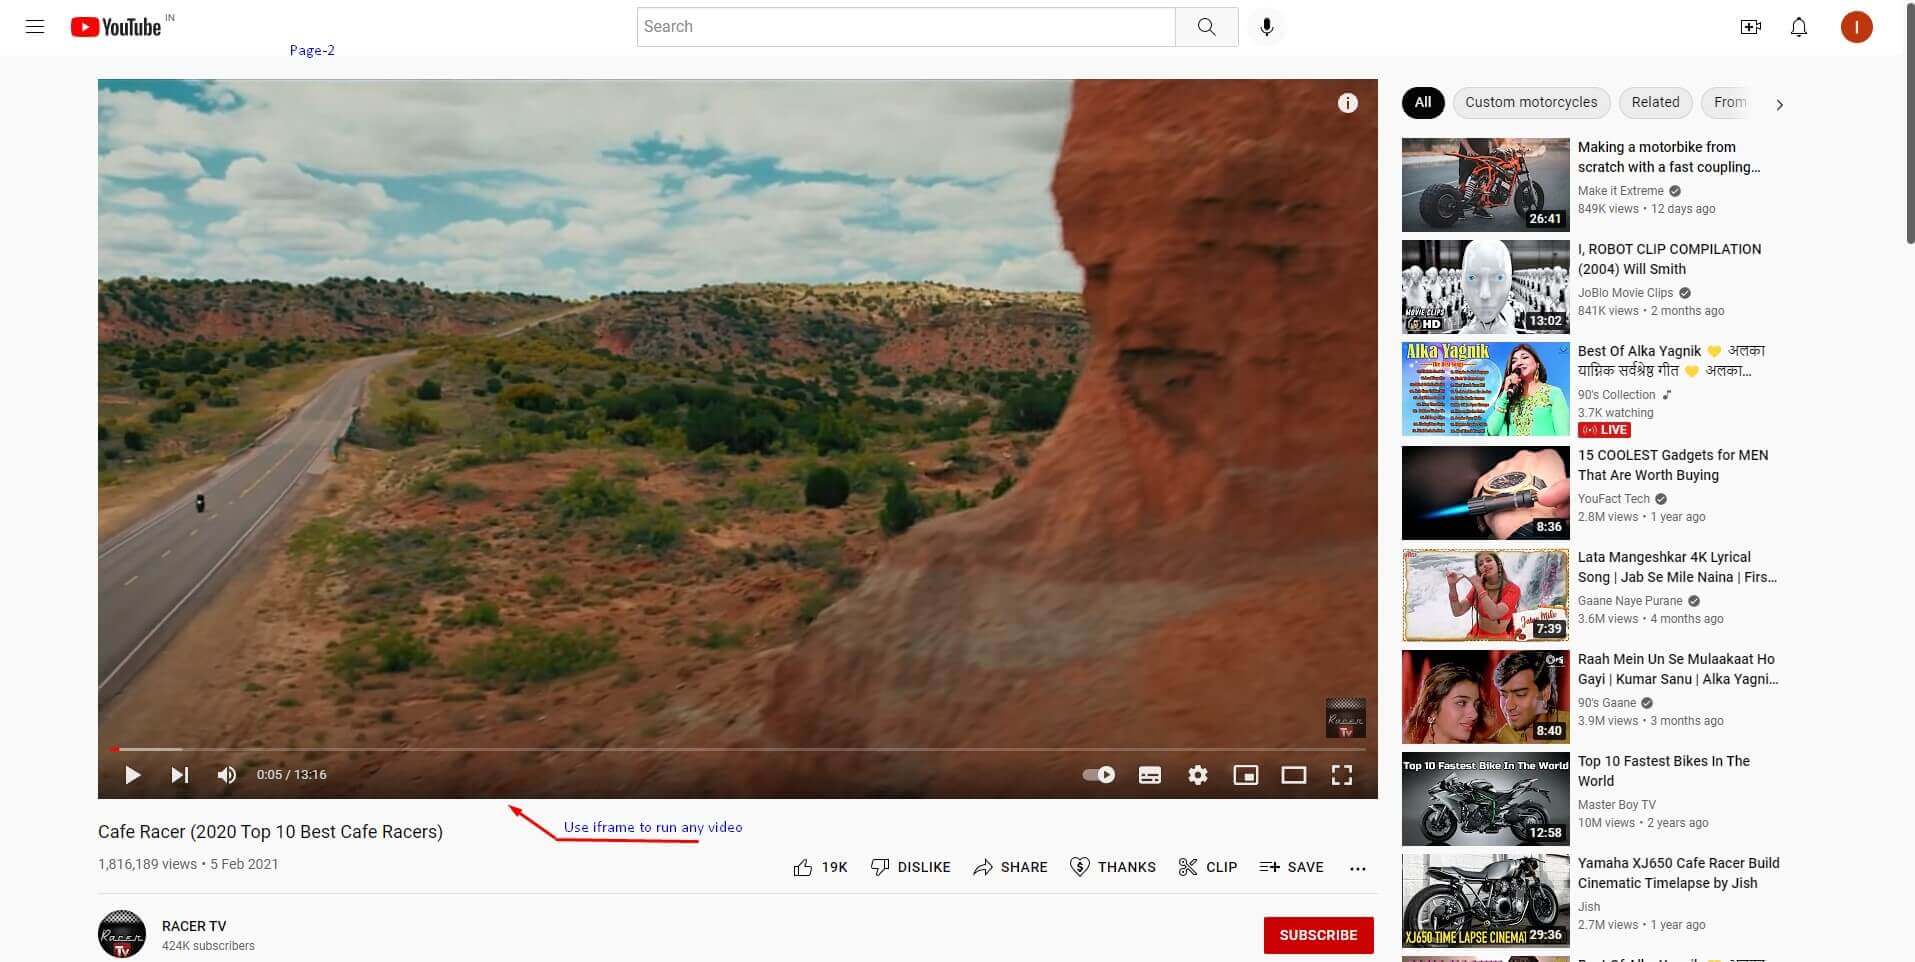 YouTube IN
Search
I
Page-2
i
Racer
Tv
0:05 / 13:16
Use iframe to run any video
Cafe Racer (2020 Top 10 Best Cafe Racers)
1,816,189 views • 5 Feb 2021
19K DISLIKE SHARE THANKS CLIP SAVE
Racer
Tv
RACER TV
424K subscribers
SUBSCRIBE
All Custom motorcycles Related From
26:41
Making a motorbike from
scratch with a fast coupling...
Make it Extreme
849K views • 12 days ago
MOVIE CLIPS
HD
13:02
I, ROBOT CLIP COMPILATION
(2004) Will Smith
JoBlo Movie Clips
841K views • 2 months ago
Alka Yagnik
Best Of Alka Yagnik 💛 अलका
याग्निक सर्वश्रेष्ठ गीत 💛 अलका...
90's Collection
3.7K watching
LIVE
8:36
15 COOLEST Gadgets for MEN
That Are Worth Buying
YouFact Tech
2.8M views • 1 year ago
7:39
Lata Mangeshkar 4K Lyrical
Song | Jab Se Mile Naina | Firs...
Gaane Naye Purane
3.6M views • 4 months ago
8:40
Raah Mein Un Se Mulaakaat Ho
Gayi | Kumar Sanu | Alka Yagni...
90's Gaane
3.9M views • 3 months ago
Top 10 Fastest Bike In The World
12:58
Top 10 Fastest Bikes In The
World
Master Boy TV
10M views • 2 years ago
XJ650 TIME LAPSE CINEMAT
29:36
Yamaha XJ650 Cafe Racer Build
Cinematic Timelapse by Jish
Jish
2.7M views • 1 year ago